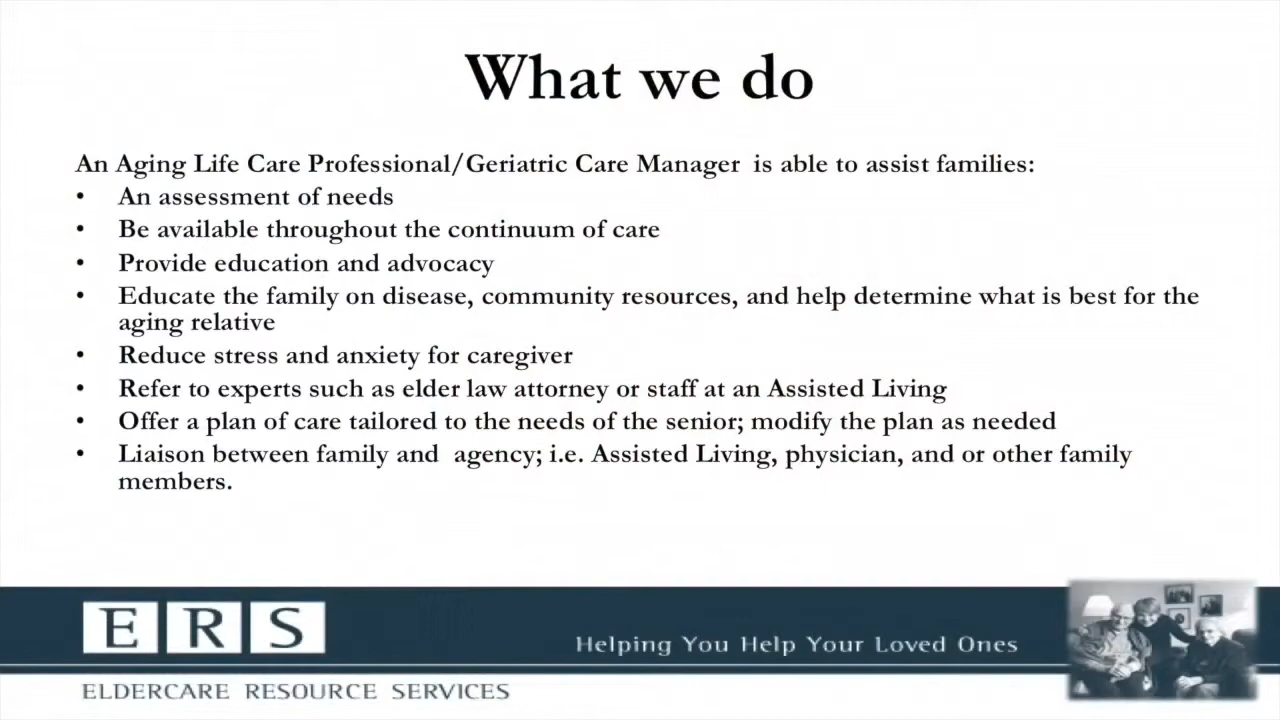 What we do
An Aging Life Care Professional/Geriatric Care Manager  is able to assist families:
• An assessment of needs
• Be available throughout the continuum of care
• Provide education and advocacy
• Educate the family on disease, community resources, and help determine what is best for the
aging relative
• Reduce stress and anxiety for caregiver
• Refer to experts such as elder law attorney or staff at an Assisted Living
• Offer a plan of care tailored to the needs of the senior; modify the plan as needed
• Liaison between family and  agency; i.e. Assisted Living, physician, and or other family
members.
ERS
Helping You Help Your Loved Ones
ELDERCARE RESOURCE SERVICES